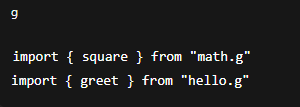 g
import { square } from "math.g"
import { greet } from "hello.g"